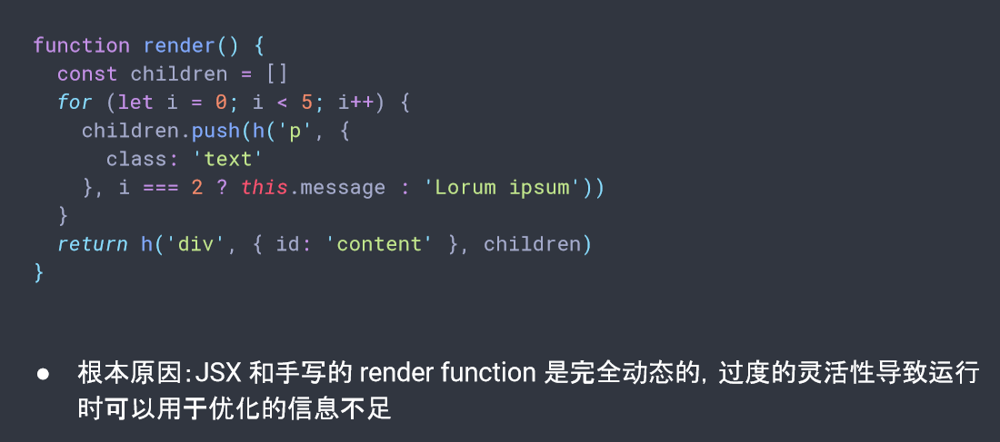 function render() {
  const children = []
  for (let i = 0; i < 5; i++) {
    children.push(h('p', {
      class: 'text'
    }, i === 2 ? this.message : 'Lorum ipsum'))
  }
  return h('div', { id: 'content' }, children)
}
● 根本原因：JSX 和手写的 render function 是完全动态的，过度的灵活性导致运行
时可以用于优化的信息不足